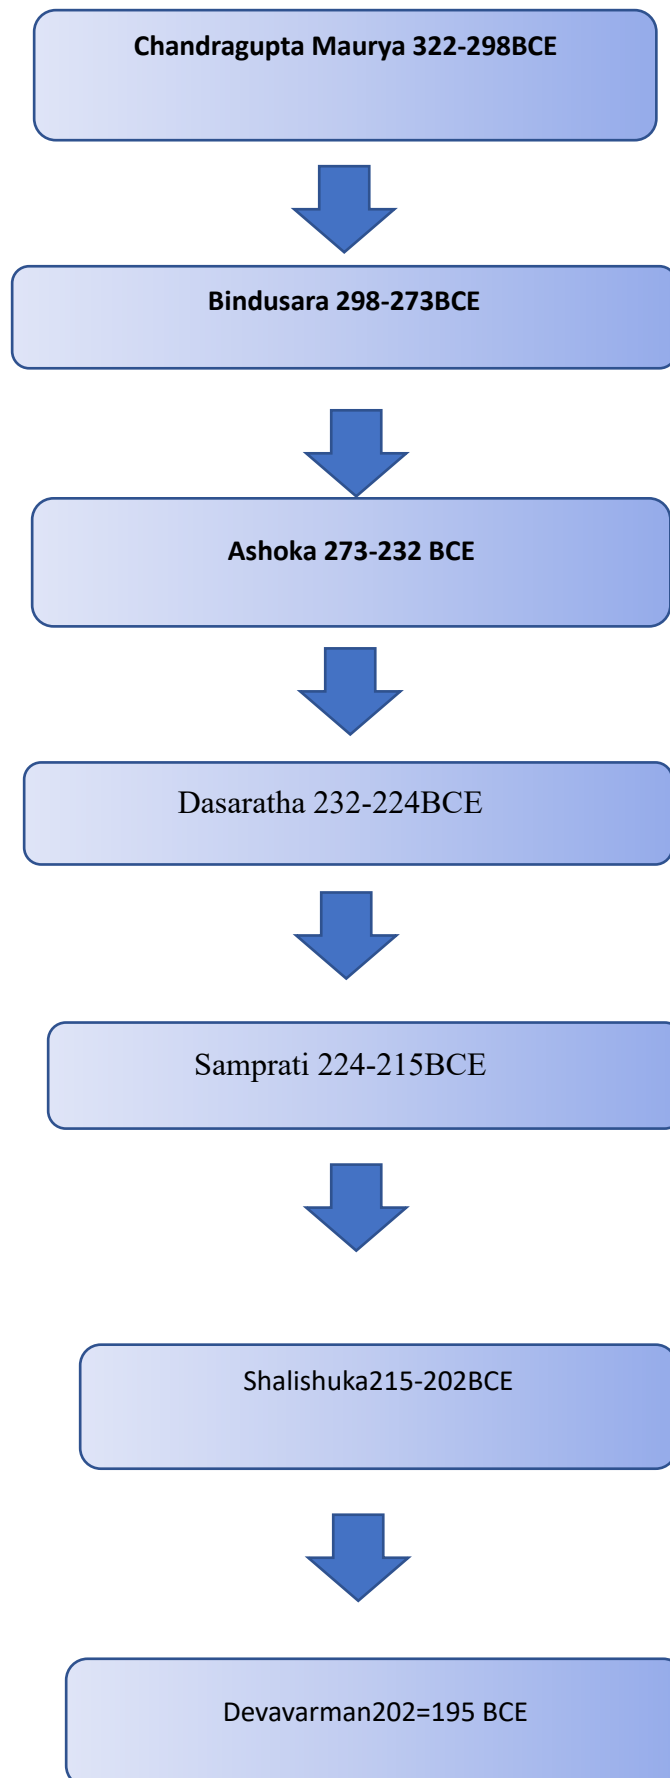 Chandragupta Maurya 322-298BCE
Bindusara 298-273BCE
Ashoka 273-232 BCE
Dasaratha 232-224BCE
Samprati 224-215BCE
Shalishuka215-202BCE
Devavarman202=195 BCE